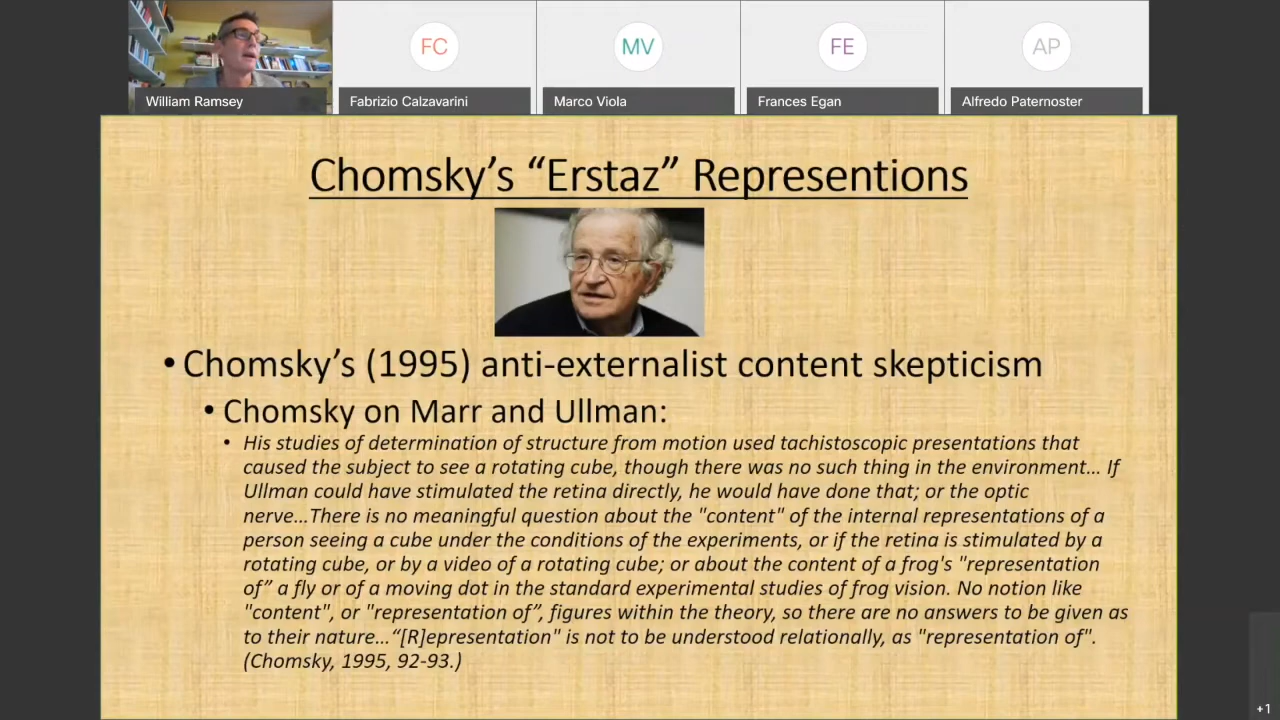 FC
MV
FE
AP
William Ramsey
Fabrizio Calzavarini
Marco Viola
Frances Egan
Alfredo Paternoster
Chomsky's “Erstaz” Representions
• Chomsky's (1995) anti-externalist content skepticism
• Chomsky on Marr and Ullman:
• His studies of determination of structure from motion used tachistoscopic presentations that
caused the subject to see a rotating cube, though there was no such thing in the environment... If
Ullman could have stimulated the retina directly, he would have done that; or the optic
nerve...There is no meaningful question about the "content" of the internal representations of a
person seeing a cube under the conditions of the experiments, or if the retina is stimulated by a
rotating cube, or by a video of a rotating cube; or about the content of a frog's "representation
of” a fly or of a moving dot in the standard experimental studies of frog vision. No notion like
"content", or "representation of”, figures within the theory, so there are no answers to be given as
to their nature...“[R]epresentation" is not to be understood relationally, as "representation of".
(Chomsky, 1995, 92-93.)
+1